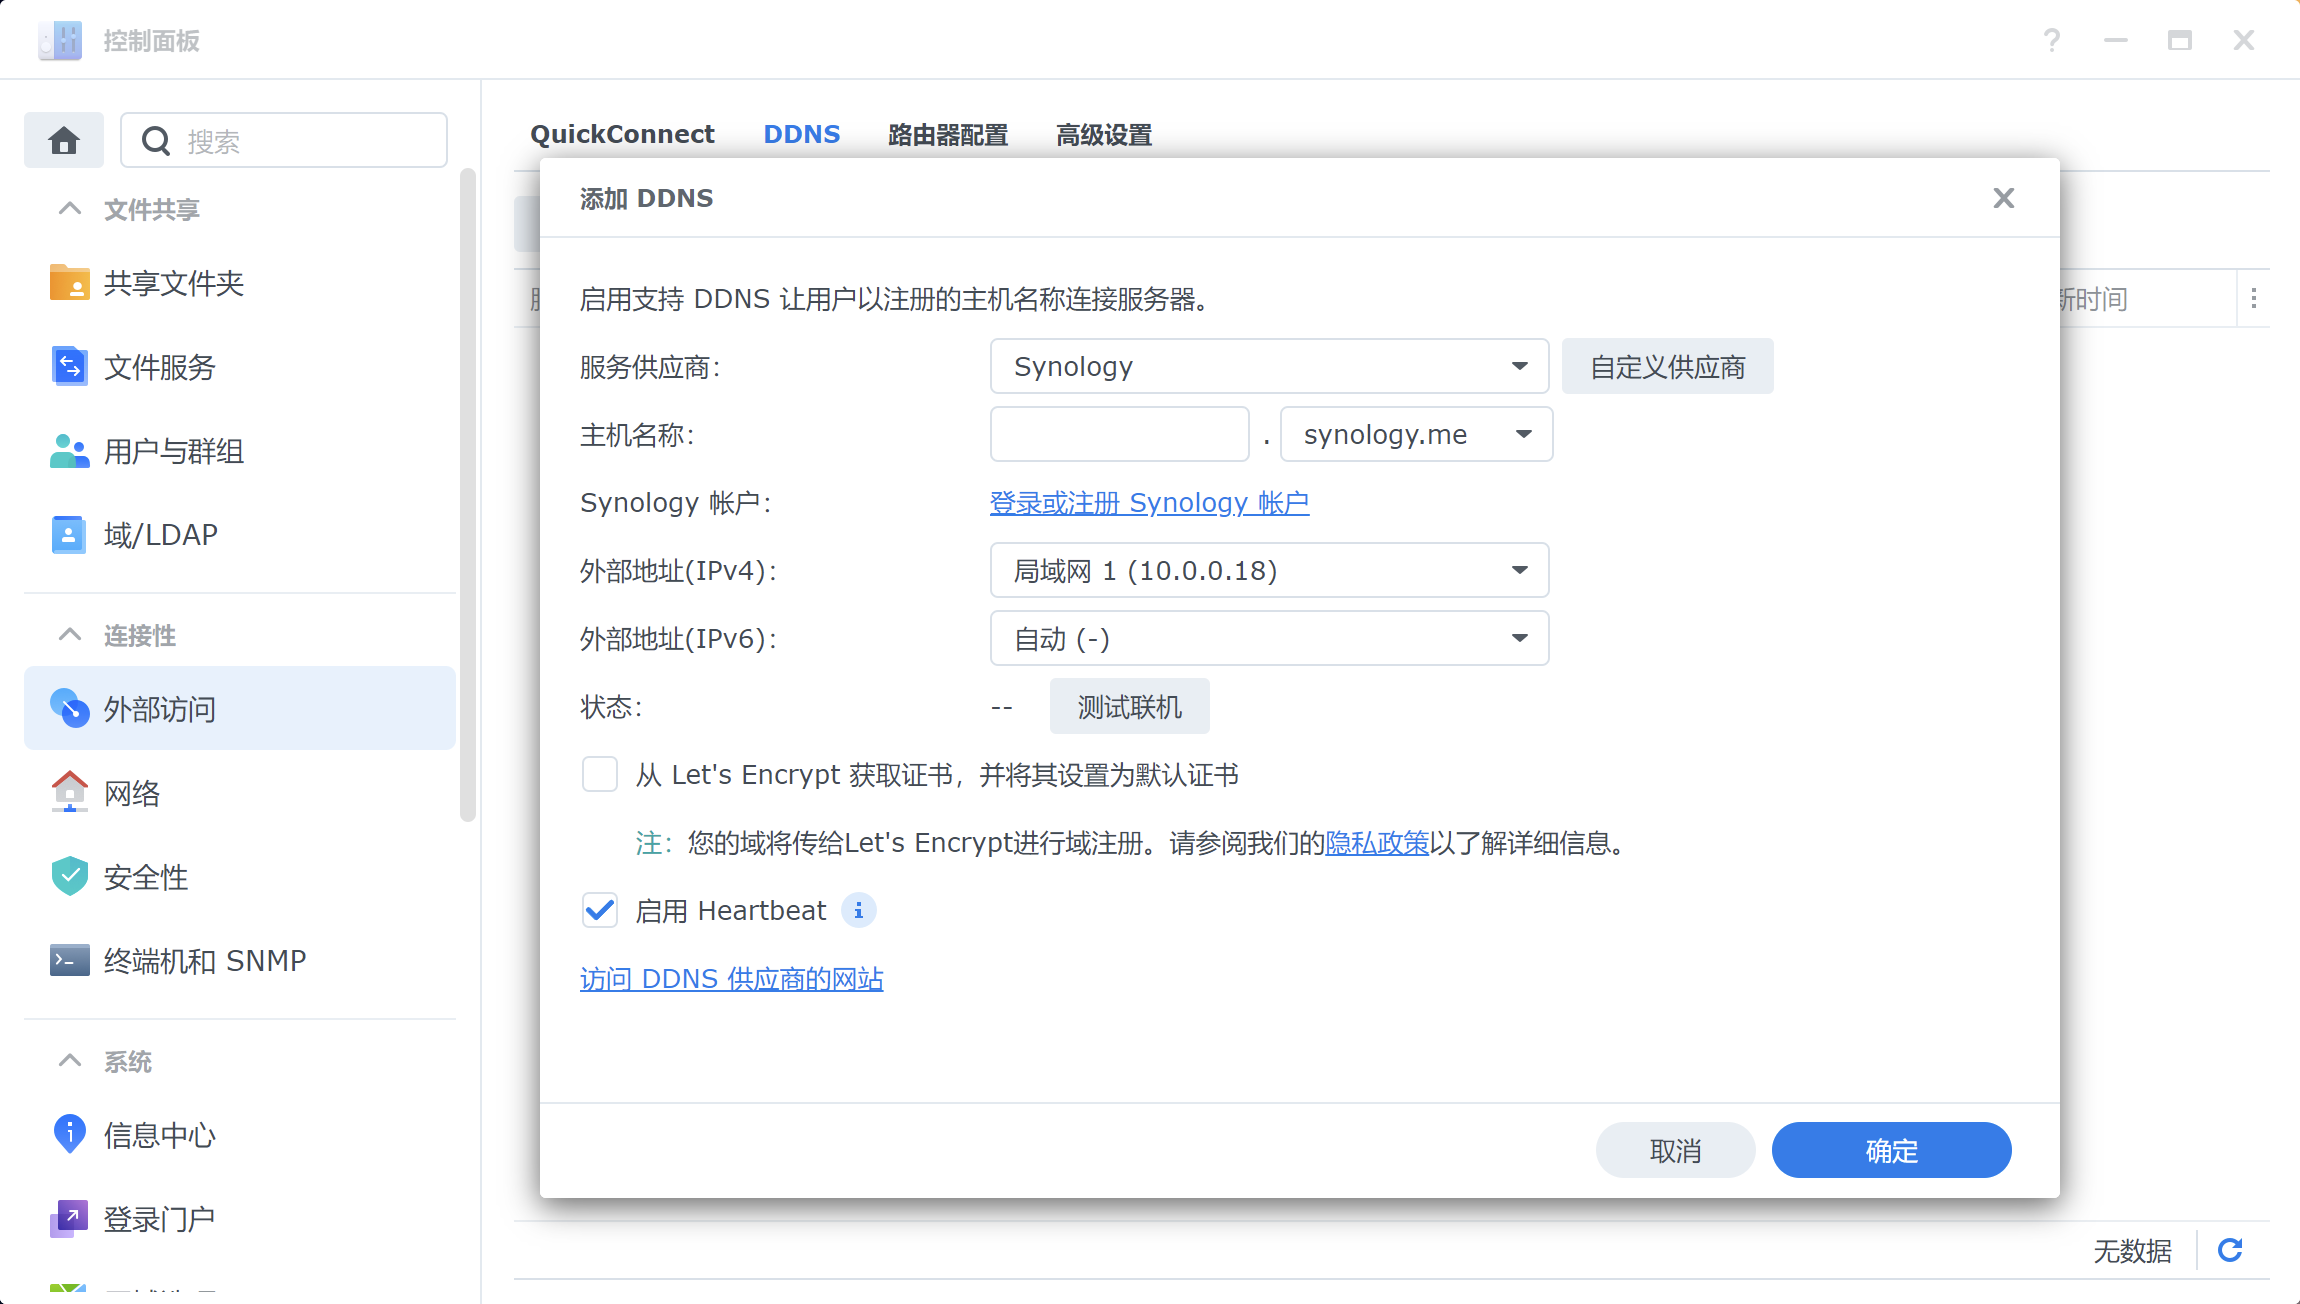 控制面板
搜索
文件共享
共享文件夹
文件服务
用户与群组
域/LDAP
连接性
外部访问
网络
安全性
终端机和 SNMP
系统
信息中心
登录门户
QuickConnect DDNS 路由器配置 高级设置
新时间
添加 DDNS
启用支持 DDNS 让用户以注册的主机名称连接服务器。
服务供应商： Synology 自定义供应商
主机名称： . synology.me
Synology 帐户： 登录或注册 Synology 帐户
外部地址(IPv4)： 局域网 1 (10.0.0.18)
外部地址(IPv6)： 自动 (-)
状态： -- 测试联机
从 Let's Encrypt 获取证书，并将其设置为默认证书
注：您的域将传给Let's Encrypt进行域注册。请参阅我们的隐私政策以了解详细信息。
启用 Heartbeat
访问 DDNS 供应商的网站
取消 确定
无数据